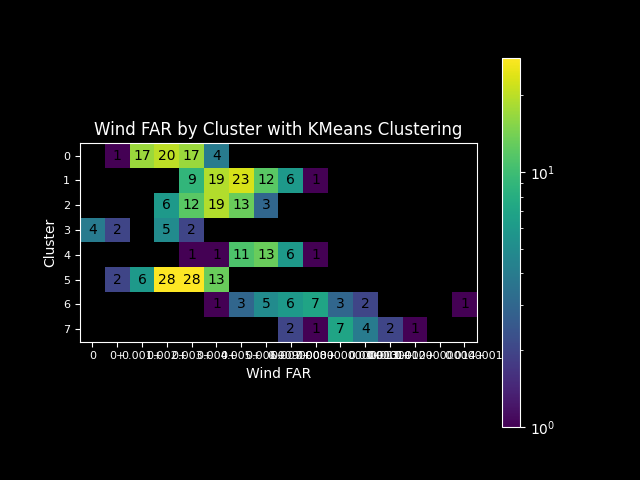 Wind FAR by Cluster with KMeans Clustering
0 1 17 20 17 4
1 9 19 23 12 6 1
2 6 12 19 13 3
3 4 2 5 2
4 1 1 11 13 6 1
5 2 6 28 28 13
6 1 3 5 6 7 3 2 1
7 2 1 7 4 2 1
Cluster
0
Wind FAR
10¹
10⁰